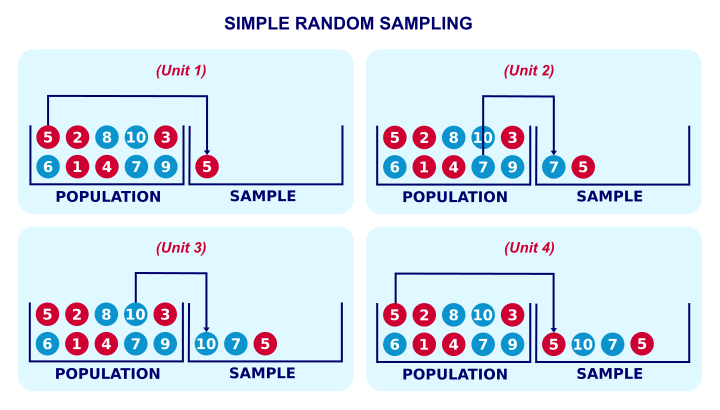 SIMPLE RANDOM SAMPLING
(Unit 1)
5 2 8 10 3
6 1 4 7 9 5
POPULATION SAMPLE
(Unit 2)
5 2 8 10 3
6 1 4 7 9 7 5
POPULATION SAMPLE
(Unit 3)
5 2 8 10 3
6 1 4 7 9 10 7 5
POPULATION SAMPLE
(Unit 4)
5 2 8 10 3
6 1 4 7 9 5 10 7 5
POPULATION SAMPLE